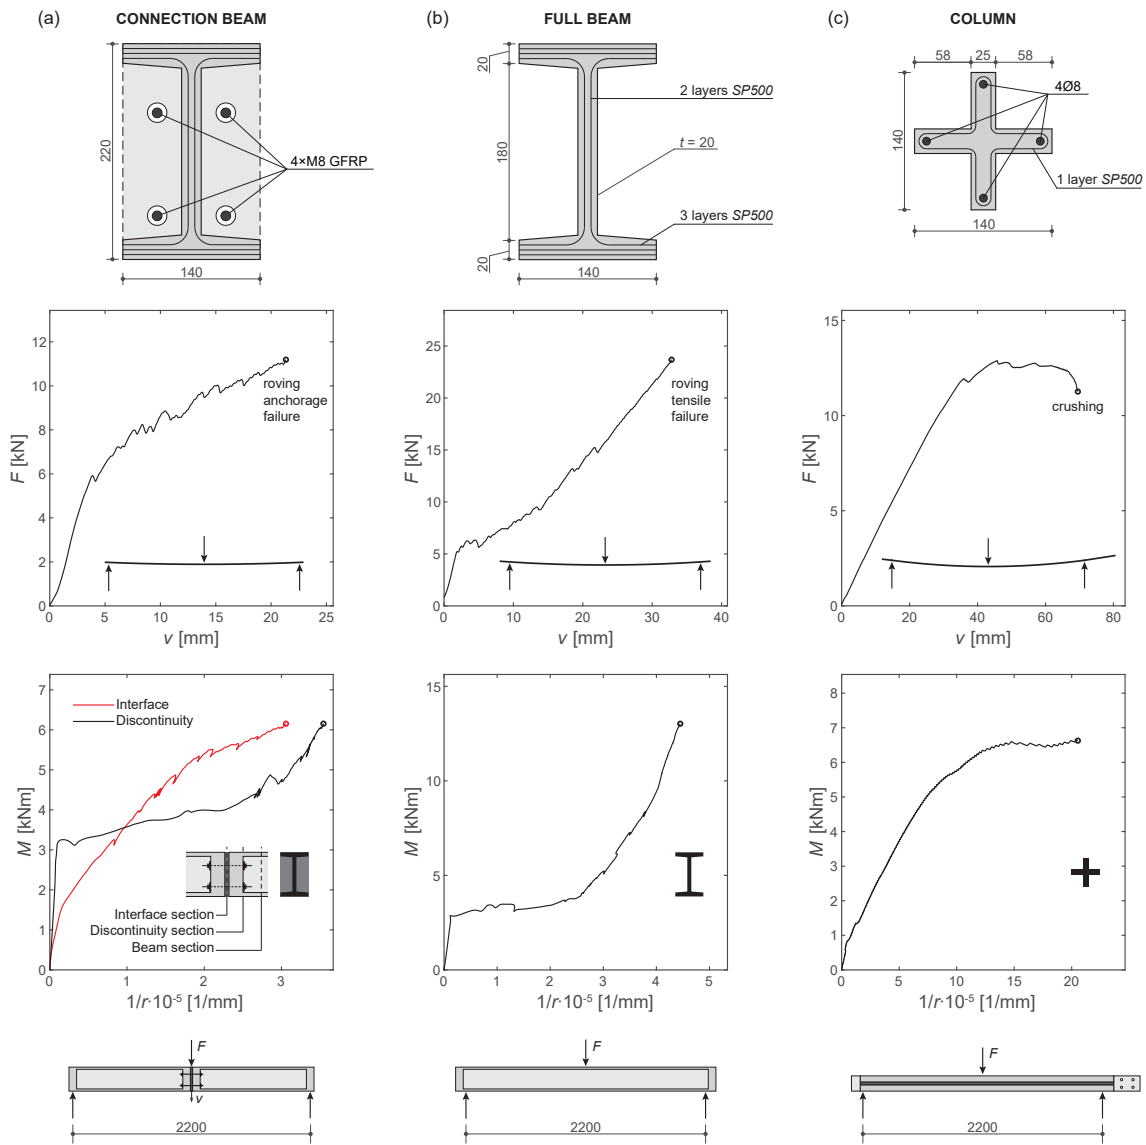 (a) CONNECTION BEAM
220
4×M8 GFRP
140
(b) FULL BEAM
20
180
20
2 layers SP500
t = 20
3 layers SP500
140
(c) COLUMN
58 25 58
4Ø8
140
1 layer SP500
140
F [kN]
12
10
8
6
4
2
0
roving
anchorage
failure
0 5 10 15 20 25
v [mm]
F [kN]
25
20
15
10
5
0
roving
tensile
failure
0 10 20 30 40
v [mm]
F [kN]
15
10
5
0
crushing
0 20 40 60 80
v [mm]
M [kNm]
7
6
5
4
3
2
1
0
Interface
Discontinuity
Interface section
Discontinuity section
Beam section
0 1 2 3
1/r·10-5 [1/mm]
M [kNm]
15
10
5
0
0 1 2 3 4 5
1/r·10-5 [1/mm]
M [kNm]
8
7
6
5
4
3
2
1
0
0 5 10 15 20
1/r·10-5 [1/mm]
F
v
2200
F
2200
F
2200